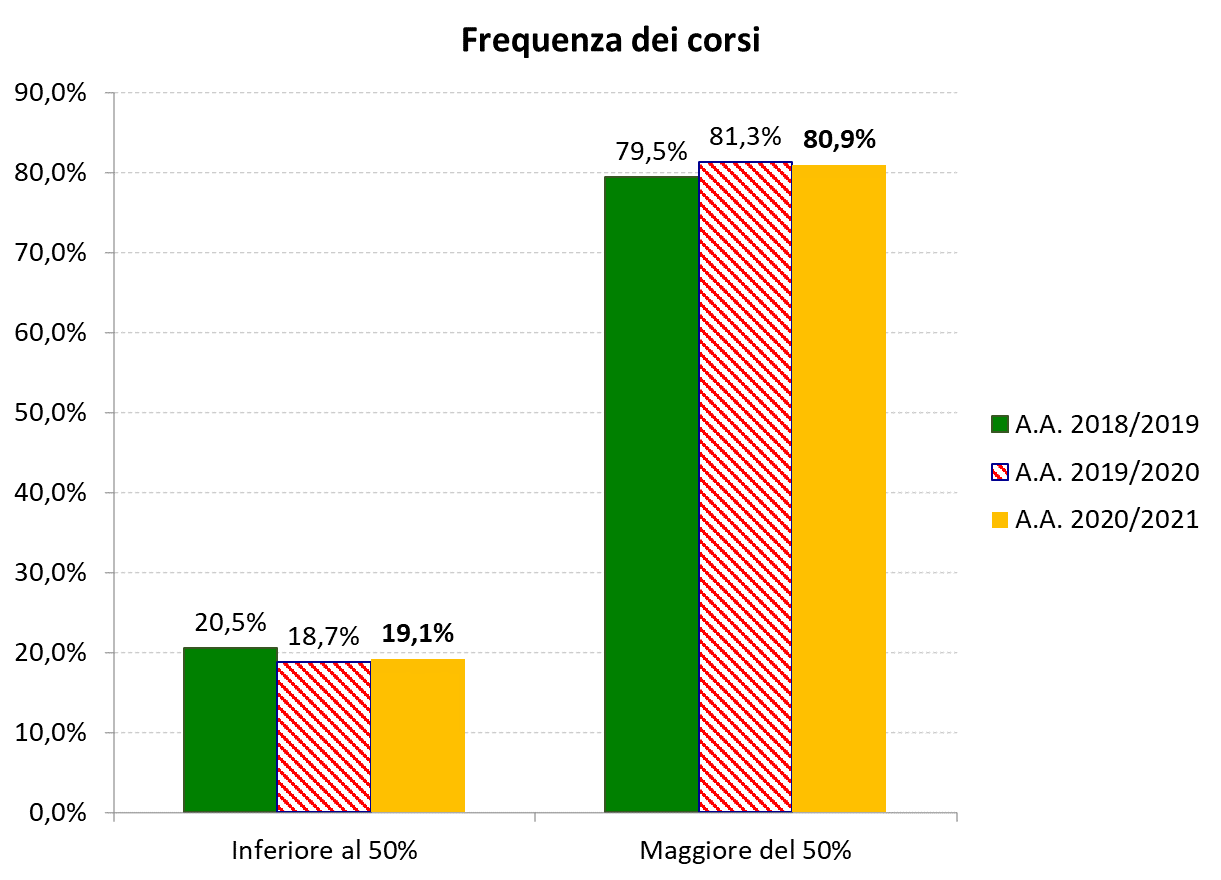 Frequenza dei corsi
90,0%
80,0%
70,0%
60,0%
50,0%
40,0%
30,0%
20,0%
10,0%
0,0%
20,5%
18,7%
19,1%
79,5%
81,3%
80,9%
Inferiore al 50%
Maggiore del 50%
A.A. 2018/2019
A.A. 2019/2020
A.A. 2020/2021